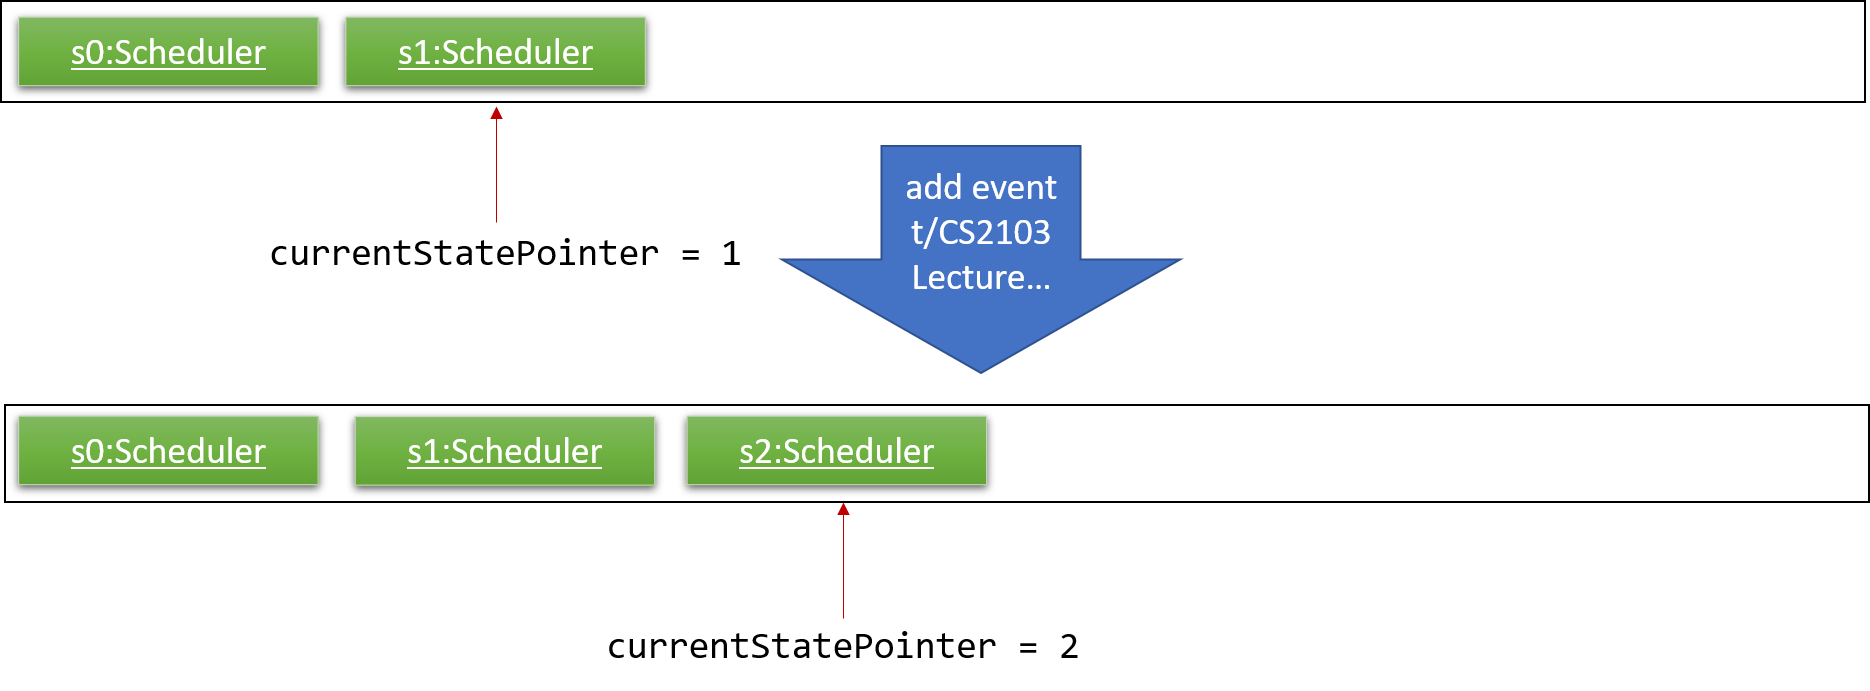 s0:Scheduler s1:Scheduler
currentStatePointer = 1
add event
t/CS2103
Lecture...
s0:Scheduler s1:Scheduler s2:Scheduler
currentStatePointer = 2